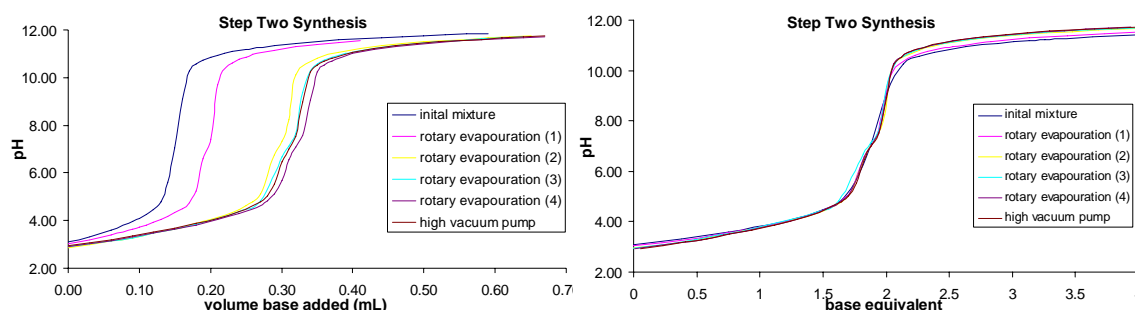 Step Two Synthesis
12.00
10.00
8.00
6.00
4.00
2.00
pH
inital mixture
rotary evapouration (1)
rotary evapouration (2)
rotary evapouration (3)
rotary evapouration (4)
high vacuum pump
0.00 0.10 0.20 0.30 0.40 0.50 0.60 0.70
volume base added (mL)
Step Two Synthesis
12.00
10.00
8.00
6.00
4.00
2.00
pH
inital mixture
rotary evapouration (1)
rotary evapouration (2)
rotary evapouration (3)
rotary evapouration (4)
high vacuum pump
0 0.5 1 1.5 2 2.5 3 3.5 4
base equivalent